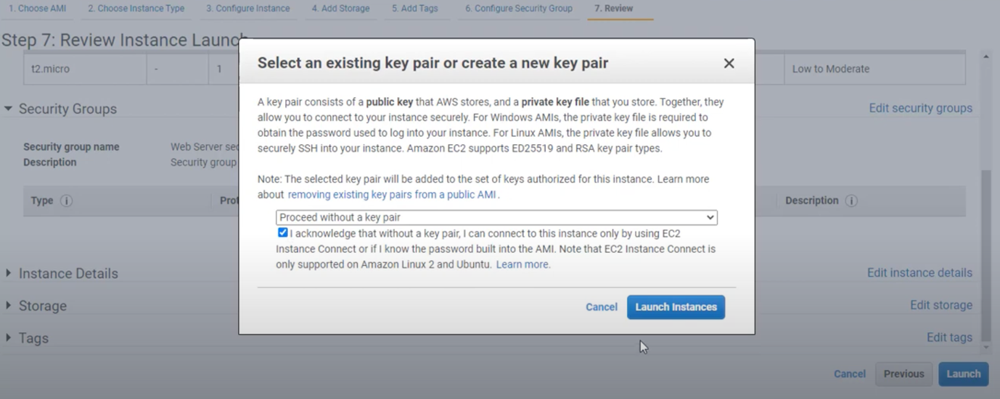 1. Choose AMI 2. Choose Instance Type 3. Configure Instance 4. Add Storage 5. Add Tags 6. Configure Security Group 7. Review
Step 7: Review Instance Launch
t2.micro - 1 Low to Moderate
Select an existing key pair or create a new key pair
A key pair consists of a public key that AWS stores, and a private key file that you store. Together, they
allow you to connect to your instance securely. For Windows AMIs, the private key file is required to
obtain the password used to log into your instance. For Linux AMIs, the private key file allows you to
securely SSH into your instance. Amazon EC2 supports ED25519 and RSA key pair types.
Note: The selected key pair will be added to the set of keys authorized for this instance. Learn more
about removing existing key pairs from a public AMI .
Proceed without a key pair
I acknowledge that without a key pair, I can connect to this instance only by using EC2
Instance Connect or if I know the password built into the AMI. Note that EC2 Instance Connect is
only supported on Amazon Linux 2 and Ubuntu. Learn more.
Cancel Launch Instances
Security Groups Edit security groups
Security group name Web Server
Description Security group
Type Description
Instance Details Edit instance details
Storage Edit storage
Tags Edit tags
Cancel Previous Launch